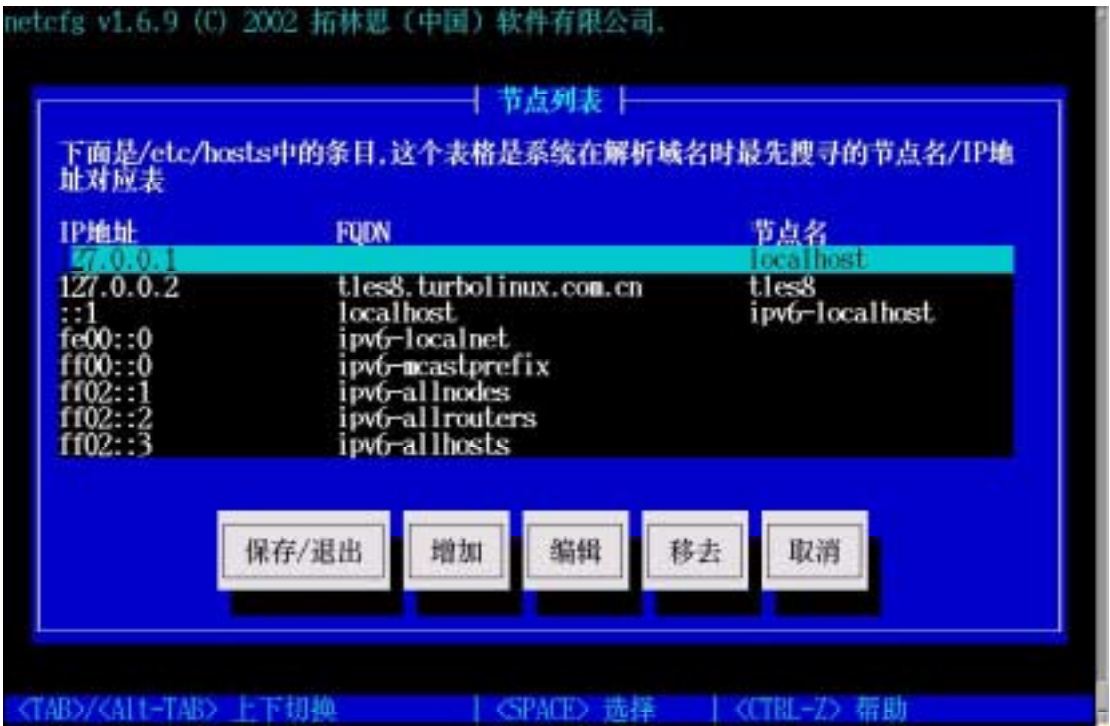 netcfg v1.6.9 (C) 2002 拓林思（中国）软件有限公司.
节点列表
下面是/etc/hosts中的条目,这个表格是系统在解析域名时最先搜寻的节点名/IP地
址对应表
IP地址 FQDN 节点名
127.0.0.1 localhost
127.0.0.2 tles8.turbolinux.com.cn tles8
::1 localhost ipv6-localhost
fe00::0 ipv6-localnet
ff00::0 ipv6-mcastprefix
ff02::1 ipv6-allnodes
ff02::2 ipv6-allrouters
ff02::3 ipv6-allhosts
保存/退出 增加 编辑 移去 取消
<TAB>/<Alt-TAB> 上下切换 | <SPACE> 选择 | <CTRL-Z> 帮助